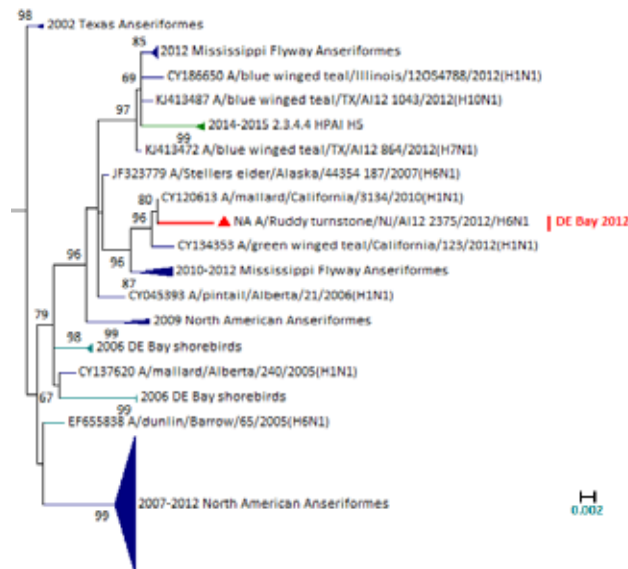 98
2002 Texas Anseriformes
85
2012 Mississippi Flyway Anseriformes
69
CY186650 A/blue winged teal/Illinois/12OS4788/2012(H1N1)
97
KJ413487 A/blue winged teal/TX/AI12 1043/2012(H10N1)
2014-2015 2.3.4.4 HPAI H5
99
KJ413472 A/blue winged teal/TX/AI12 864/2012(H7N1)
JF323779 A/Stellers eider/Alaska/44354 187/2007(H6N1)
80
CY120613 A/mallard/California/3134/2010(H1N1)
96
NA A/Ruddy turnstone/NJ/AI12 2375/2012/H6N1
DE Bay 2012
CY134353 A/green winged teal/California/123/2012(H1N1)
96
96
2010-2012 Mississippi Flyway Anseriformes
87
CY045393 A/pintail/Alberta/21/2006(H1N1)
79
2009 North American Anseriformes
99
98
2006 DE Bay shorebirds
CY137620 A/mallard/Alberta/240/2005(H1N1)
67
2006 DE Bay shorebirds
99
EF655838 A/dunlin/Barrow/65/2005(H6N1)
2007-2012 North American Anseriformes
99
0.002